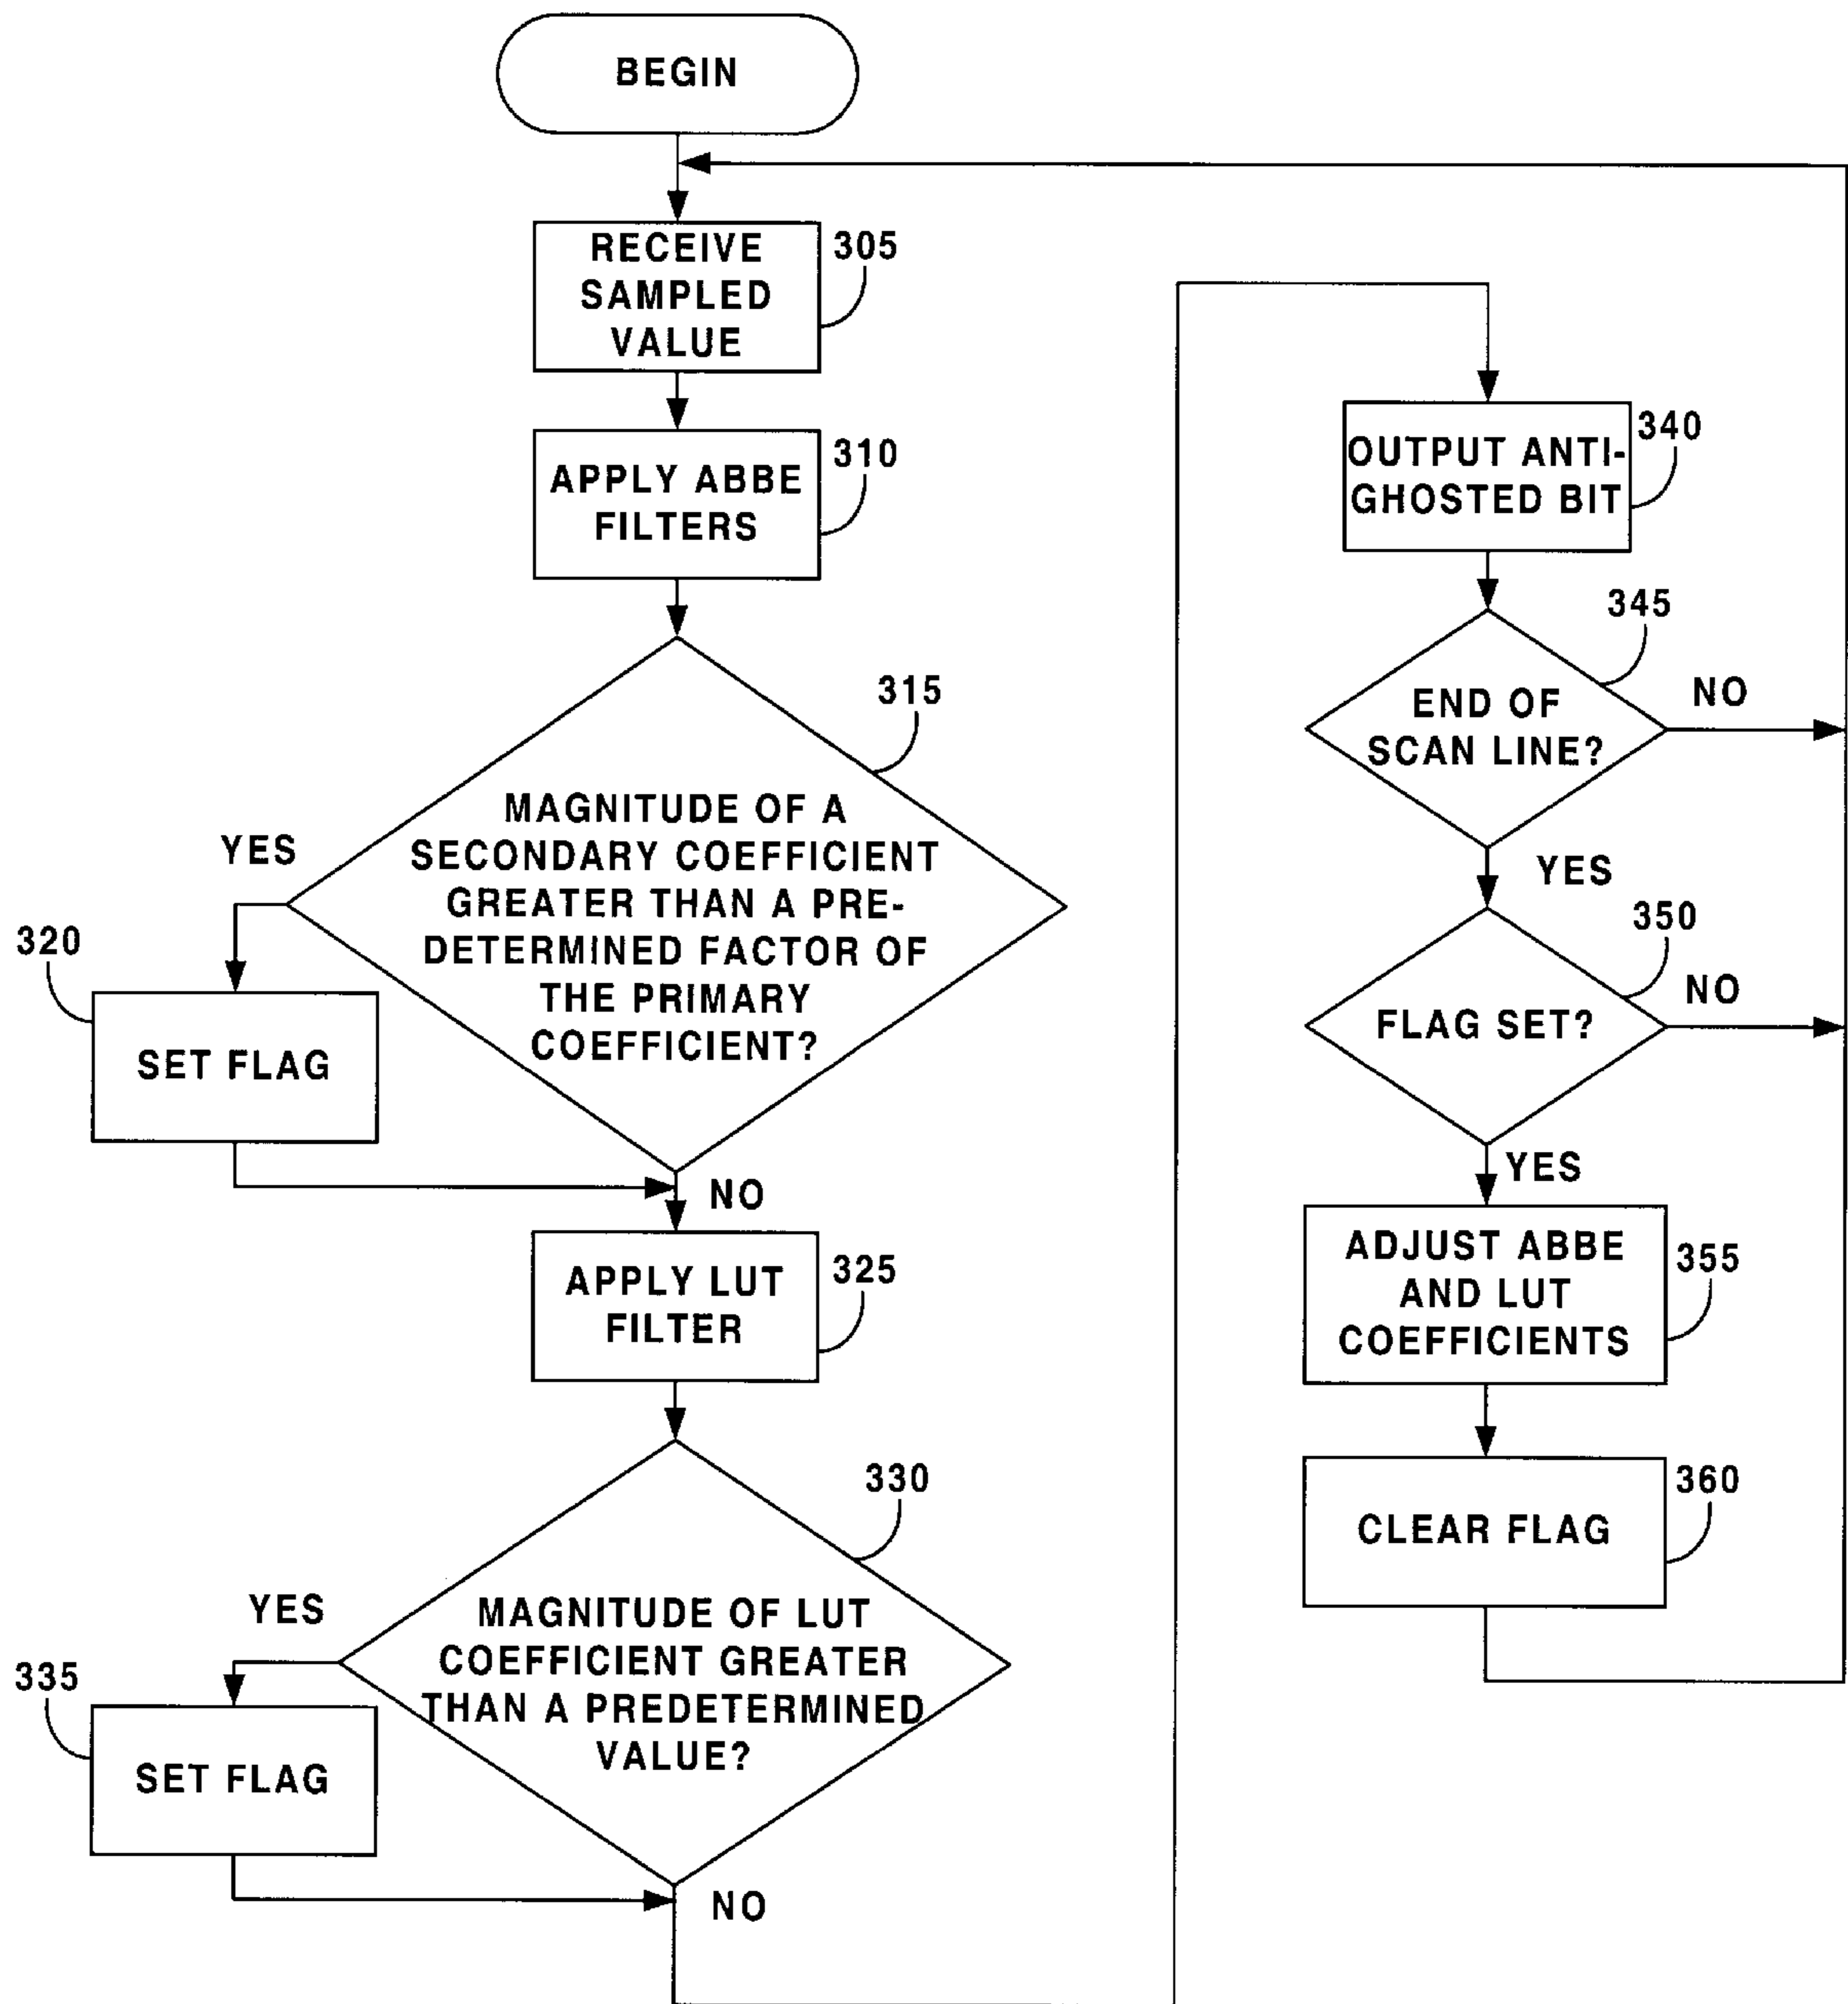 BEGIN
RECEIVE
SAMPLED
VALUE
305
APPLY ABBE
FILTERS
310
315
MAGNITUDE OF A
SECONDARY COEFFICIENT
GREATER THAN A PRE-
DETERMINED FACTOR OF
THE PRIMARY
COEFFICIENT?
YES
320
SET FLAG
NO
APPLY LUT
FILTER
325
330
MAGNITUDE OF LUT
COEFFICIENT GREATER
THAN A PREDETERMINED
VALUE?
YES
335
SET FLAG
NO
OUTPUT ANTI-
GHOSTED BIT
340
345
END OF
SCAN LINE?
NO
YES
350
FLAG SET?
NO
YES
ADJUST ABBE
AND LUT
COEFFICIENTS
355
CLEAR FLAG
360